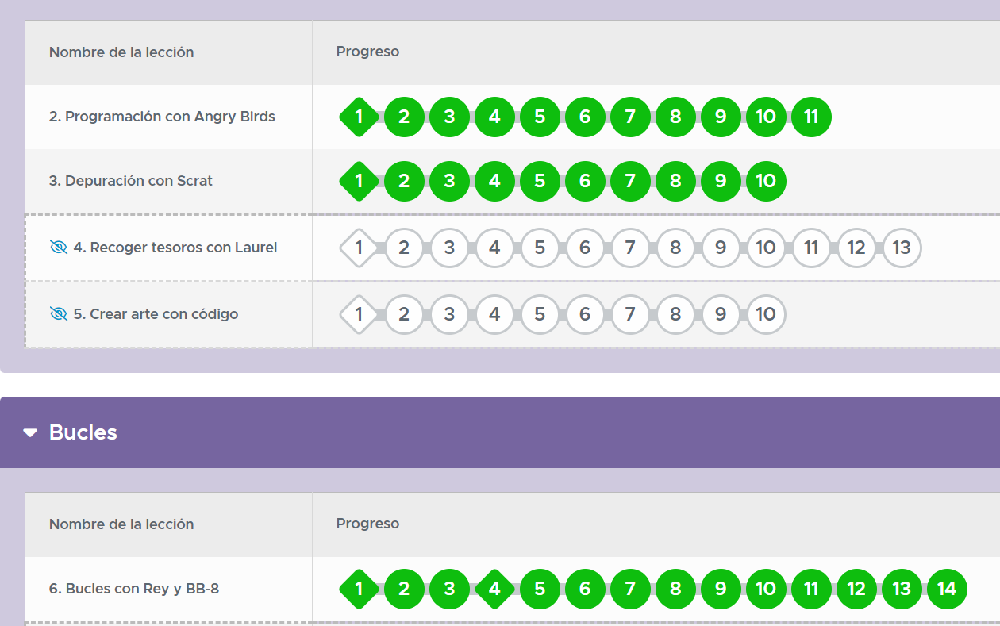 Nombre de la lección Progreso
2. Programación con Angry Birds 1 2 3 4 5 6 7 8 9 10 11
3. Depuración con Scrat 1 2 3 4 5 6 7 8 9 10
4. Recoger tesoros con Laurel 1 2 3 4 5 6 7 8 9 10 11 12 13
5. Crear arte con código 1 2 3 4 5 6 7 8 9 10
Bucles
Nombre de la lección Progreso
6. Bucles con Rey y BB-8 1 2 3 4 5 6 7 8 9 10 11 12 13 14